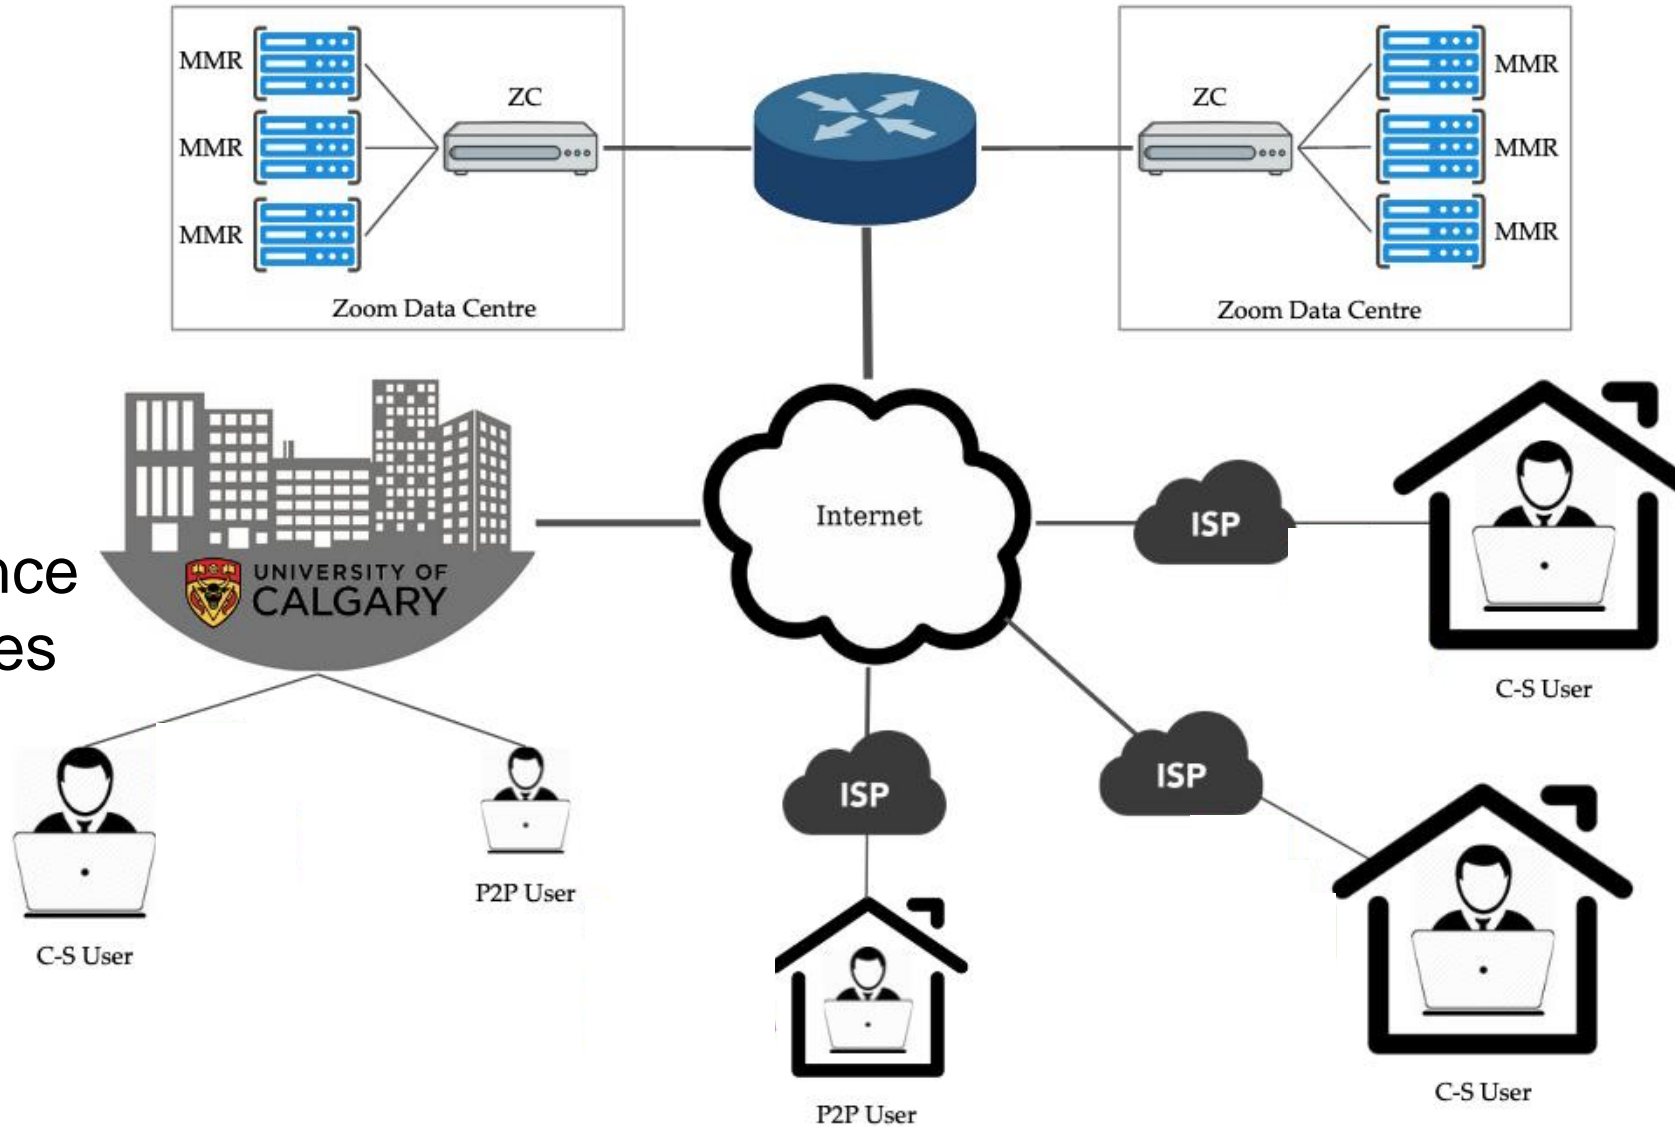 MMR
MMR
MMR
ZC
Zoom Data Centre
ZC
MMR
MMR
MMR
Zoom Data Centre
UNIVERSITY OF
CALGARY
Internet
ISP
C-S User
ISP
ISP
C-S User
P2P User
P2P User
C-S User